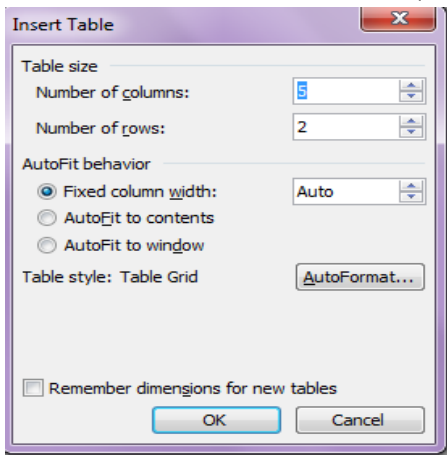 Insert Table
Table size
Number of columns: 5
Number of rows: 2
AutoFit behavior
Fixed column width: Auto
AutoFit to contents
AutoFit to window
Table style: Table Grid AutoFormat...
Remember dimensions for new tables
OK Cancel